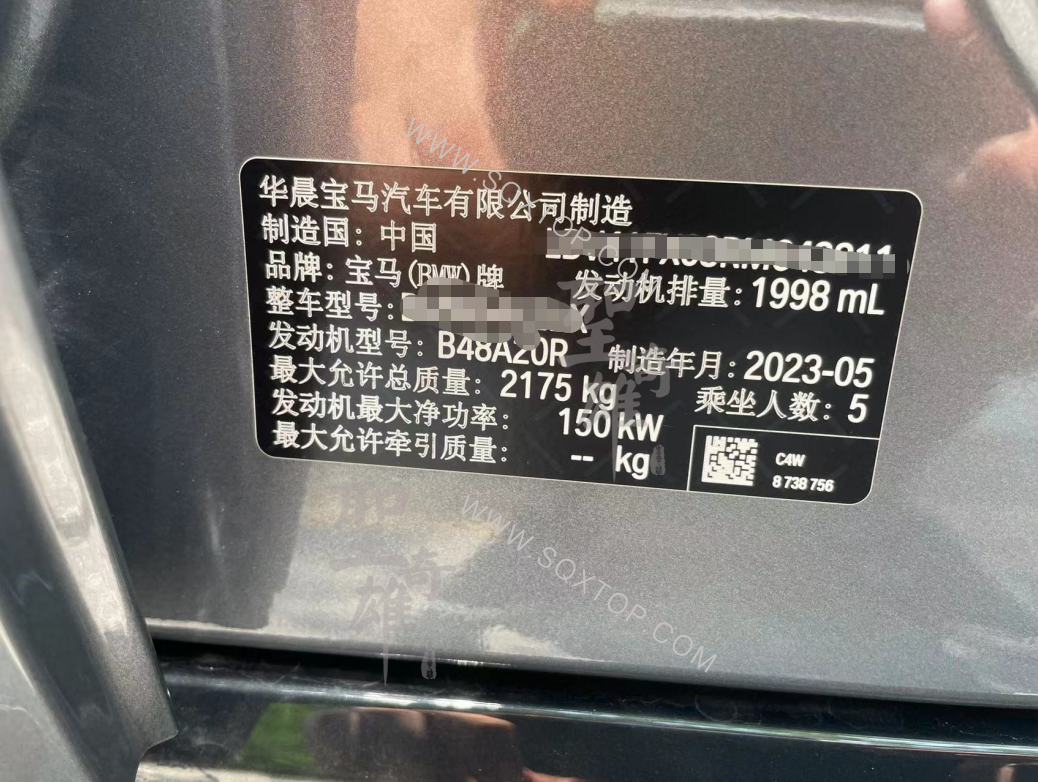 WWW.SQXTOP.COM
华晨宝马汽车有限公司制造
制造国：中国
品牌：宝马(BMW)牌
发动机排量：1998 mL
整车型号：
发动机型号：B48A20R
制造年月：2023-05
最大允许总质量：2175 kg
乘坐人数：5
发动机最大净功率：150 kW
最大允许牵引质量：-- kg
C4W
8 738 756
WWW.SQXTOP.COM